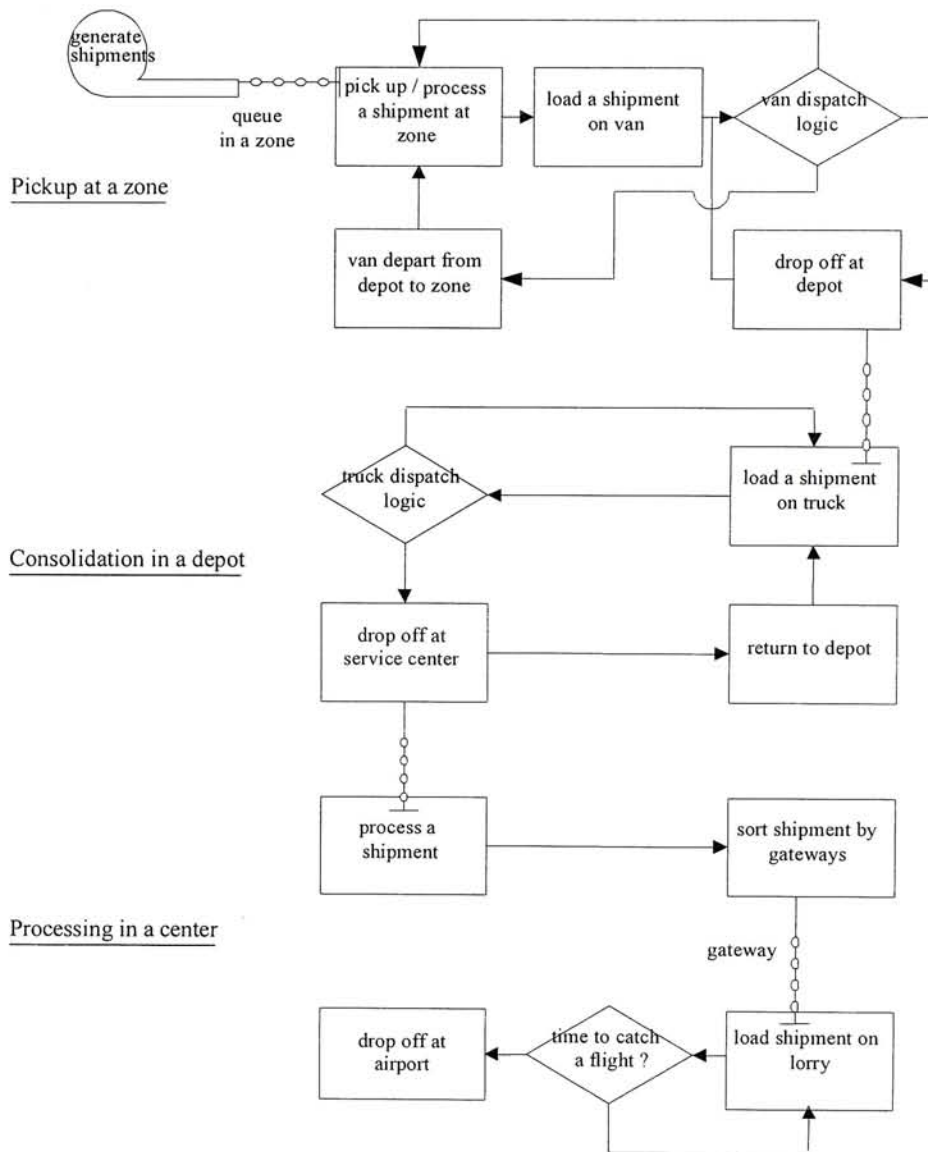 generate
shipments
queue
in a zone
pick up / process
a shipment at
zone
load a shipment
on van
van dispatch
logic
Pickup at a zone
van depart from
depot to zone
drop off at
depot
truck dispatch
logic
load a shipment
on truck
Consolidation in a depot
drop off at
service center
return to depot
process a
shipment
sort shipment by
gateways
Processing in a center
gateway
drop off at
airport
time to catch
a flight ?
load shipment on
lorry